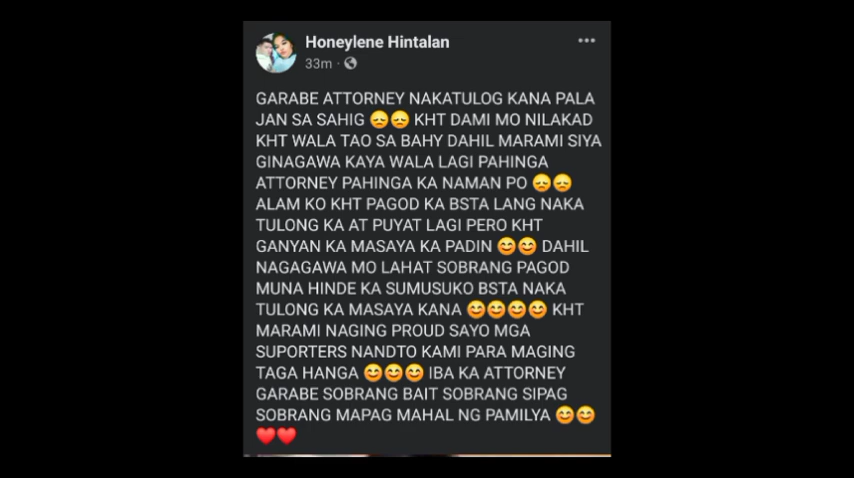 Honeylene Hintalan
33m ·
GARABE ATTORNEY NAKATULOG KANA PALA
JAN SA SAHIG 😞😞 KHT DAMI MO NILAKAD
KHT WALA TAO SA BAHY DAHIL MARAMI SIYA
GINAGAWA KAYA WALA LAGI PAHINGA
ATTORNEY PAHINGA KA NAMAN PO 😞😞
ALAM KO KHT PAGOD KA BSTA LANG NAKA
TULONG KA AT PUYAT LAGI PERO KHT
GANYAN KA MASAYA KA PADIN 😊😊 DAHIL
NAGAGAWA MO LAHAT SOBRANG PAGOD
MUNA HINDE KA SUMUSUKO BSTA NAKA
TULONG KA MASAYA KANA 😊😊😊😊 KHT
MARAMI NAGING PROUD SAYO MGA
SUPORTERS NANDTO KAMI PARA MAGING
TAGA HANGA 😊😊😊 IBA KA ATTORNEY
GARABE SOBRANG BAIT SOBRANG SIPAG
SOBRANG MAPAG MAHAL NG PAMILYA 😊😊
❤️❤️